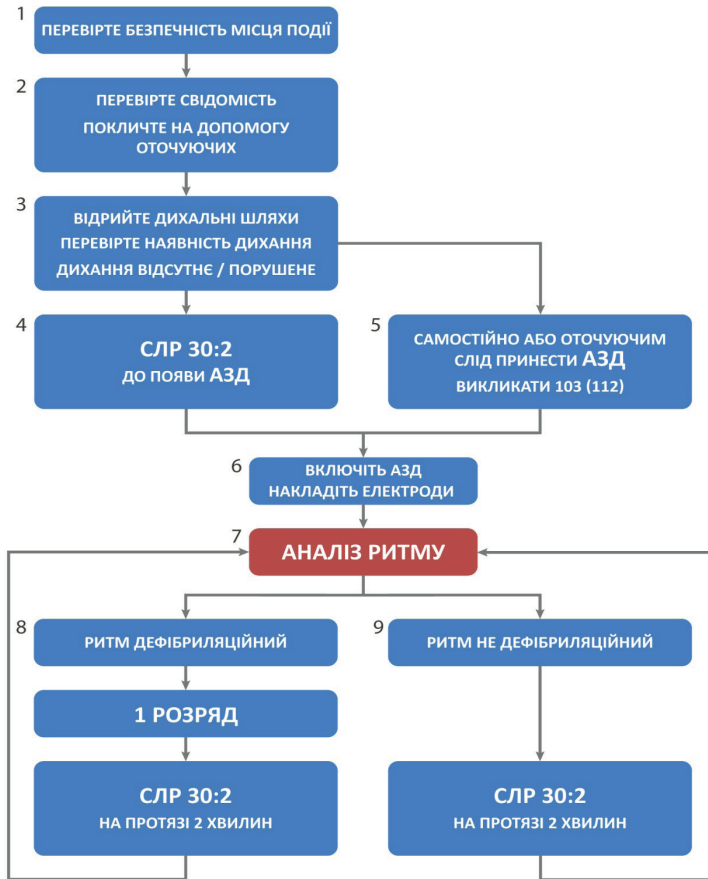 1
ПЕРЕВІРТЕ БЕЗПЕЧНІСТЬ МІСЦЯ ПОДІЇ
2
ПЕРЕВІРТЕ СВІДОМІСТЬ
ПОКЛИЧТЕ НА ДОПОМОГУ
ОТОЧУЮЧИХ
3
ВІДРИЙТЕ ДИХАЛЬНІ ШЛЯХИ
ПЕРЕВІРТЕ НАЯВНІСТЬ ДИХАННЯ
ДИХАННЯ ВІДСУТНЄ / ПОРУШЕНЕ
4
СЛР 30:2
ДО ПОЯВИ АЗД
5
САМОСТІЙНО АБО ОТОЧУЮЧИМ
СЛІД ПРИНЕСТИ АЗД
ВИКЛИКАТИ 103 (112)
6
ВКЛЮЧІТЬ АЗД
НАКЛАДІТЬ ЕЛЕКТРОДИ
7
АНАЛІЗ РИТМУ
8
РИТМ ДЕФІБРИЛЯЦІЙНИЙ
1 РОЗРЯД
СЛР 30:2
НА ПРОТЯЗІ 2 ХВИЛИН
9
РИТМ НЕ ДЕФІБРИЛЯЦІЙНИЙ
СЛР 30:2
НА ПРОТЯЗІ 2 ХВИЛИН